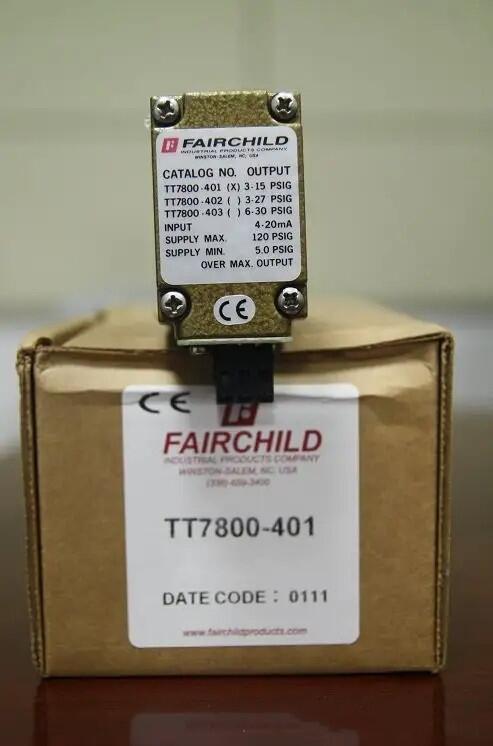 FAIRCHILD
INDUSTRIAL PRODUCTS COMPANY
WINSTON-SALEM, NC, USA
CATALOG NO. OUTPUT
TT7800-401 (X) 3-15 PSIG
TT7800-402 ( ) 3-27 PSIG
TT7800-403 ( ) 6-30 PSIG
INPUT 4-20mA
SUPPLY MAX. 120 PSIG
SUPPLY MIN. 5.0 PSIG
OVER MAX. OUTPUT
CE
CE
FAIRCHILD
INDUSTRIAL PRODUCTS COMPANY
WINSTON-SALEM, NC. USA
(336)-659-3400
TT7800-401
DATE CODE : 0111
www.fairchildproducts.com